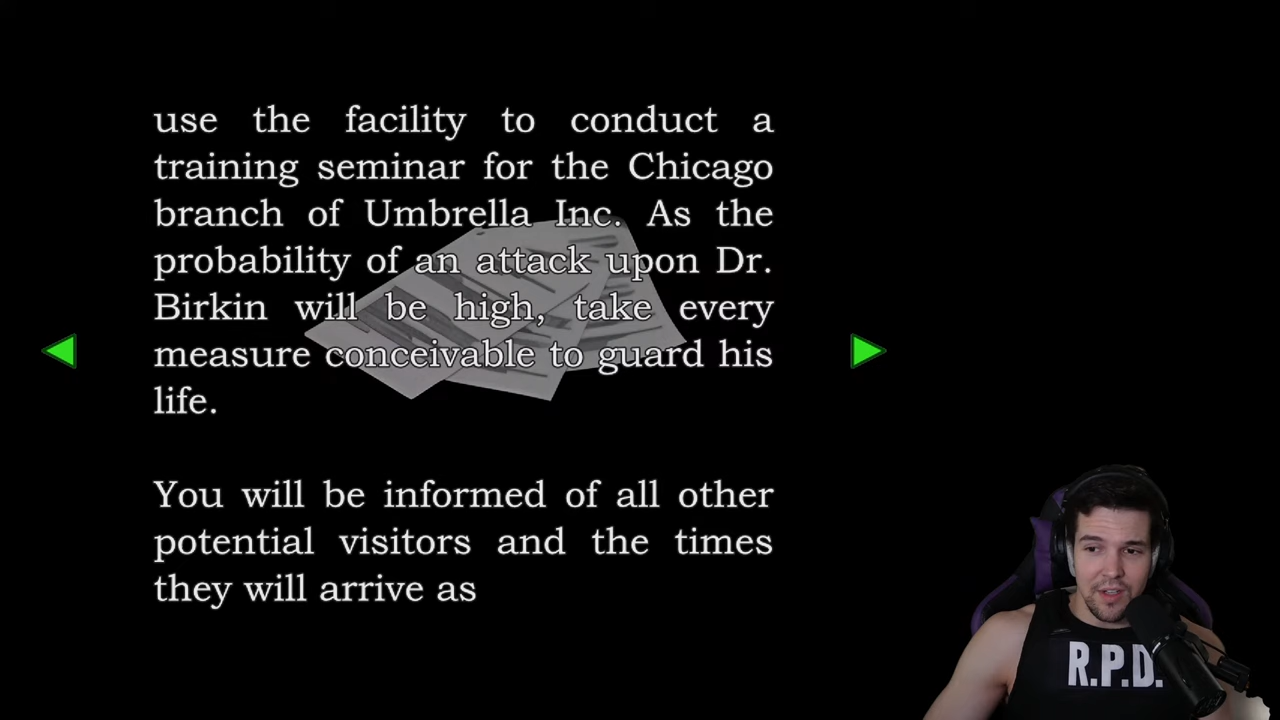 use the facility to conduct a
training seminar for the Chicago
branch of Umbrella Inc. As the
probability of an attack upon Dr.
Birkin will be high, take every
measure conceivable to guard his
life.
You will be informed of all other
potential visitors and the times
they will arrive as
R.P.D.